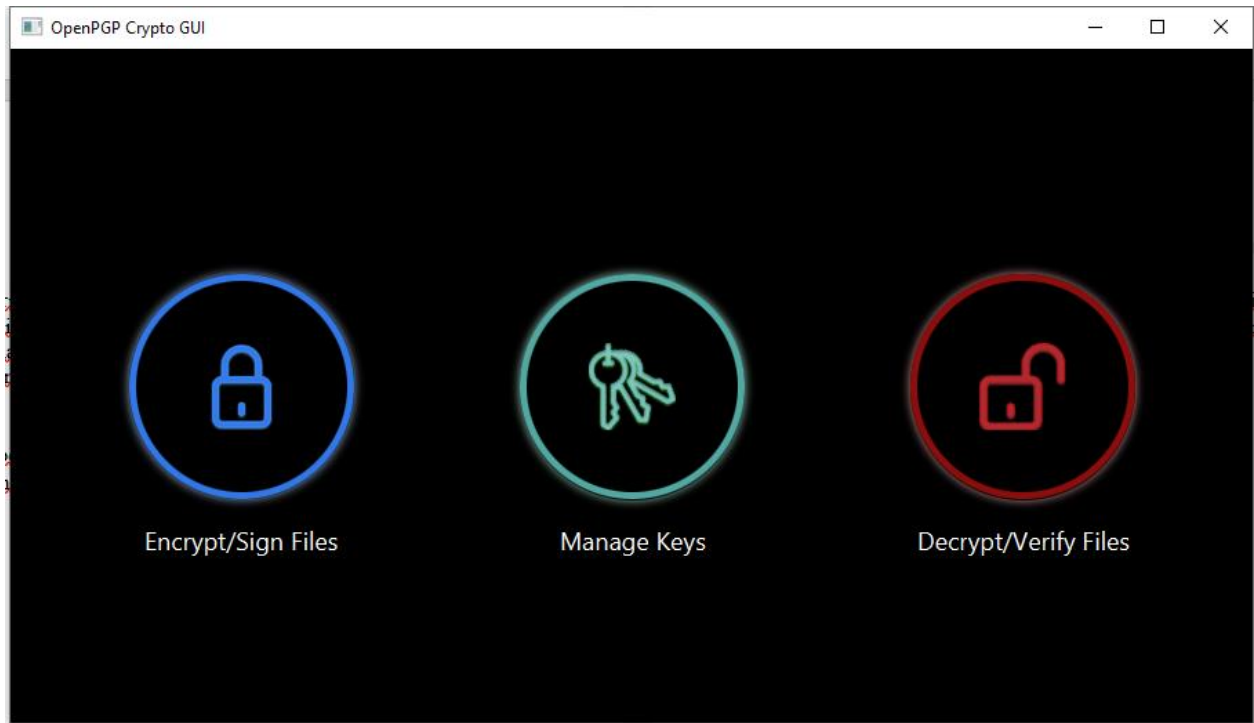 OpenPGP Crypto GUI
Encrypt/Sign Files
Manage Keys
Decrypt/Verify Files